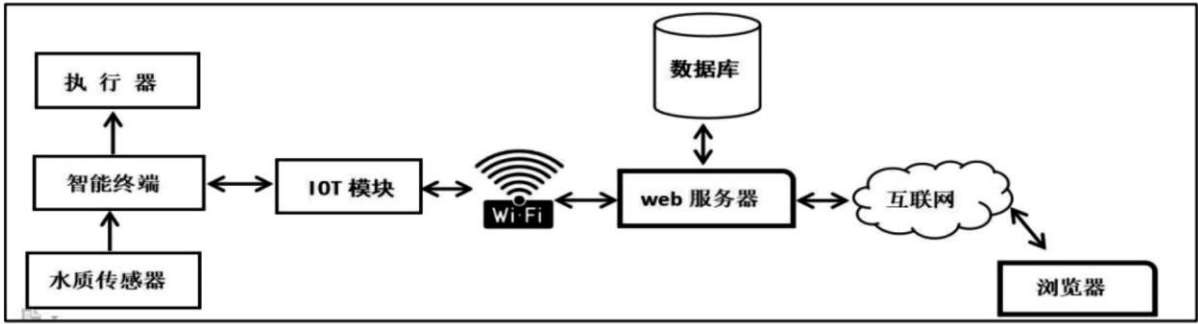 数据库
执 行 器
智能终端
IOT 模块
Wi-Fi
web 服务器
互联网
水质传感器
浏览器